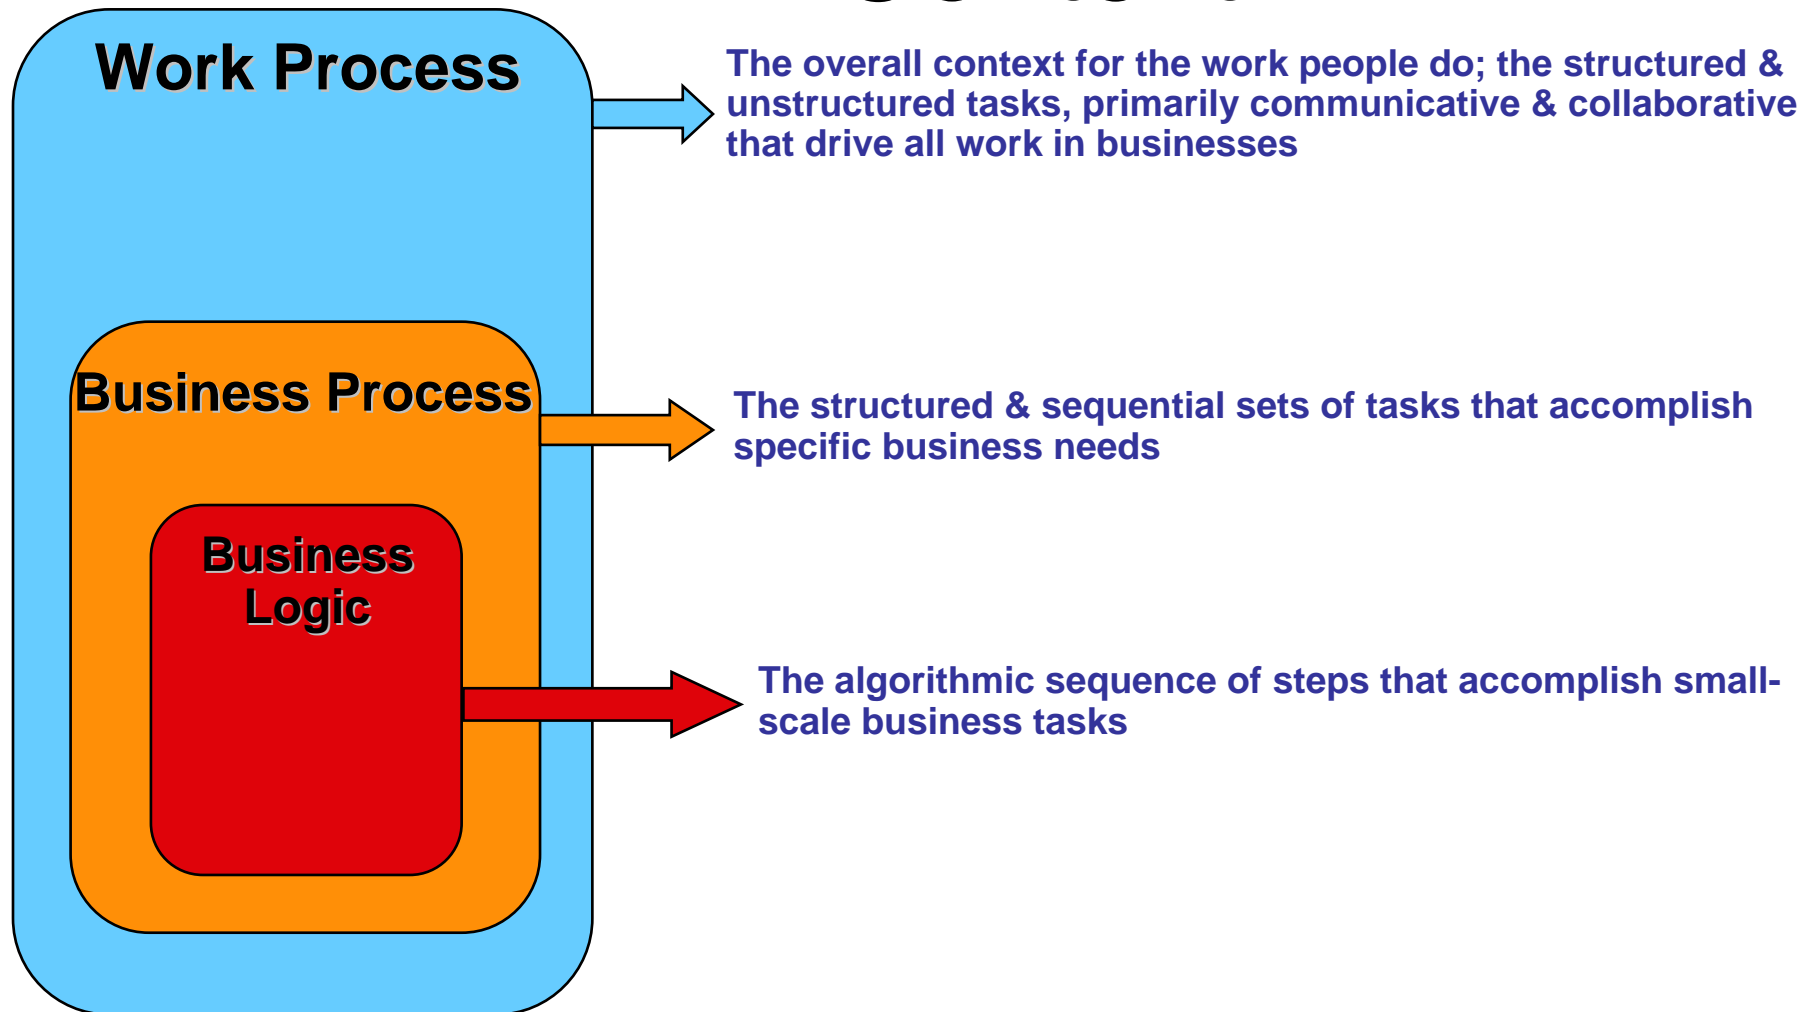 Work Process
The overall context for the work people do; the structured &
unstructured tasks, primarily communicative & collaborative
that drive all work in businesses
Business Process
The structured & sequential sets of tasks that accomplish
specific business needs
Business
Logic
The algorithmic sequence of steps that accomplish small-
scale business tasks